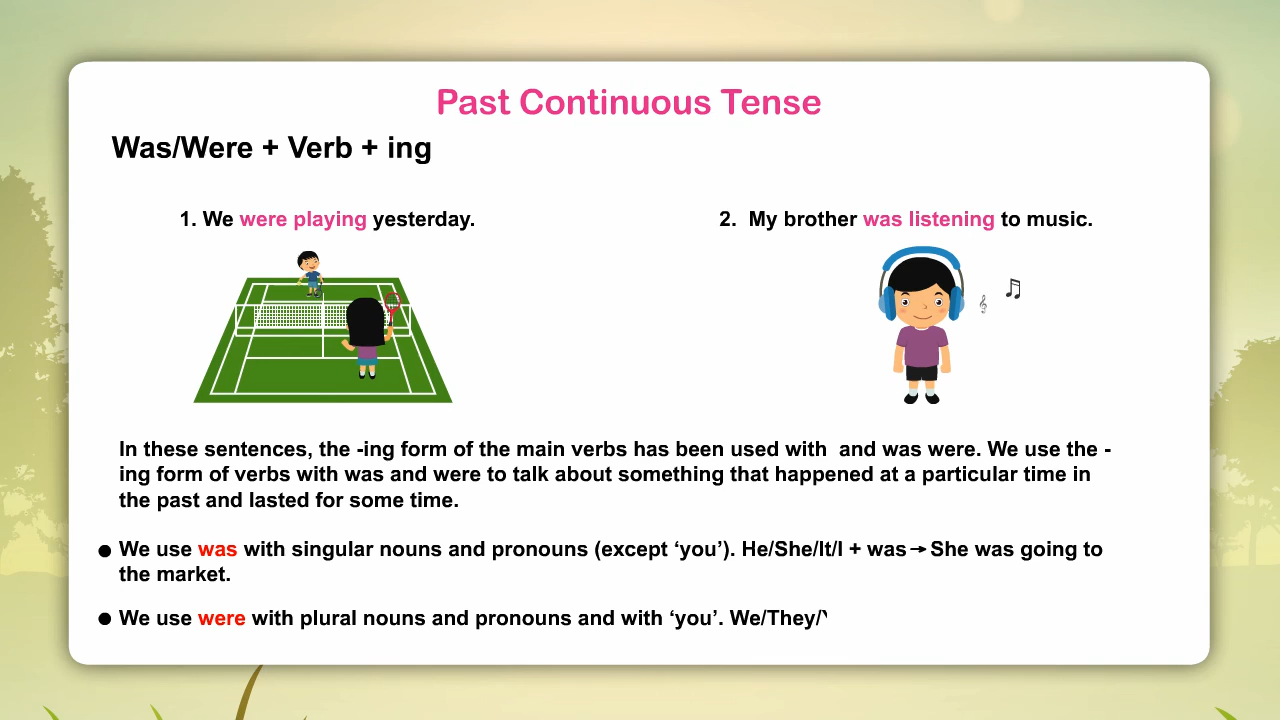 Past Continuous Tense
Was/Were + Verb + ing
1. We were playing yesterday.
2. My brother was listening to music.
In these sentences, the -ing form of the main verbs has been used with and was were. We use the -
ing form of verbs with was and were to talk about something that happened at a particular time in
the past and lasted for some time.
● We use was with singular nouns and pronouns (except ‘you’). He/She/It/I + was→She was going to
the market.
● We use were with plural nouns and pronouns and with ‘you’. We/They/